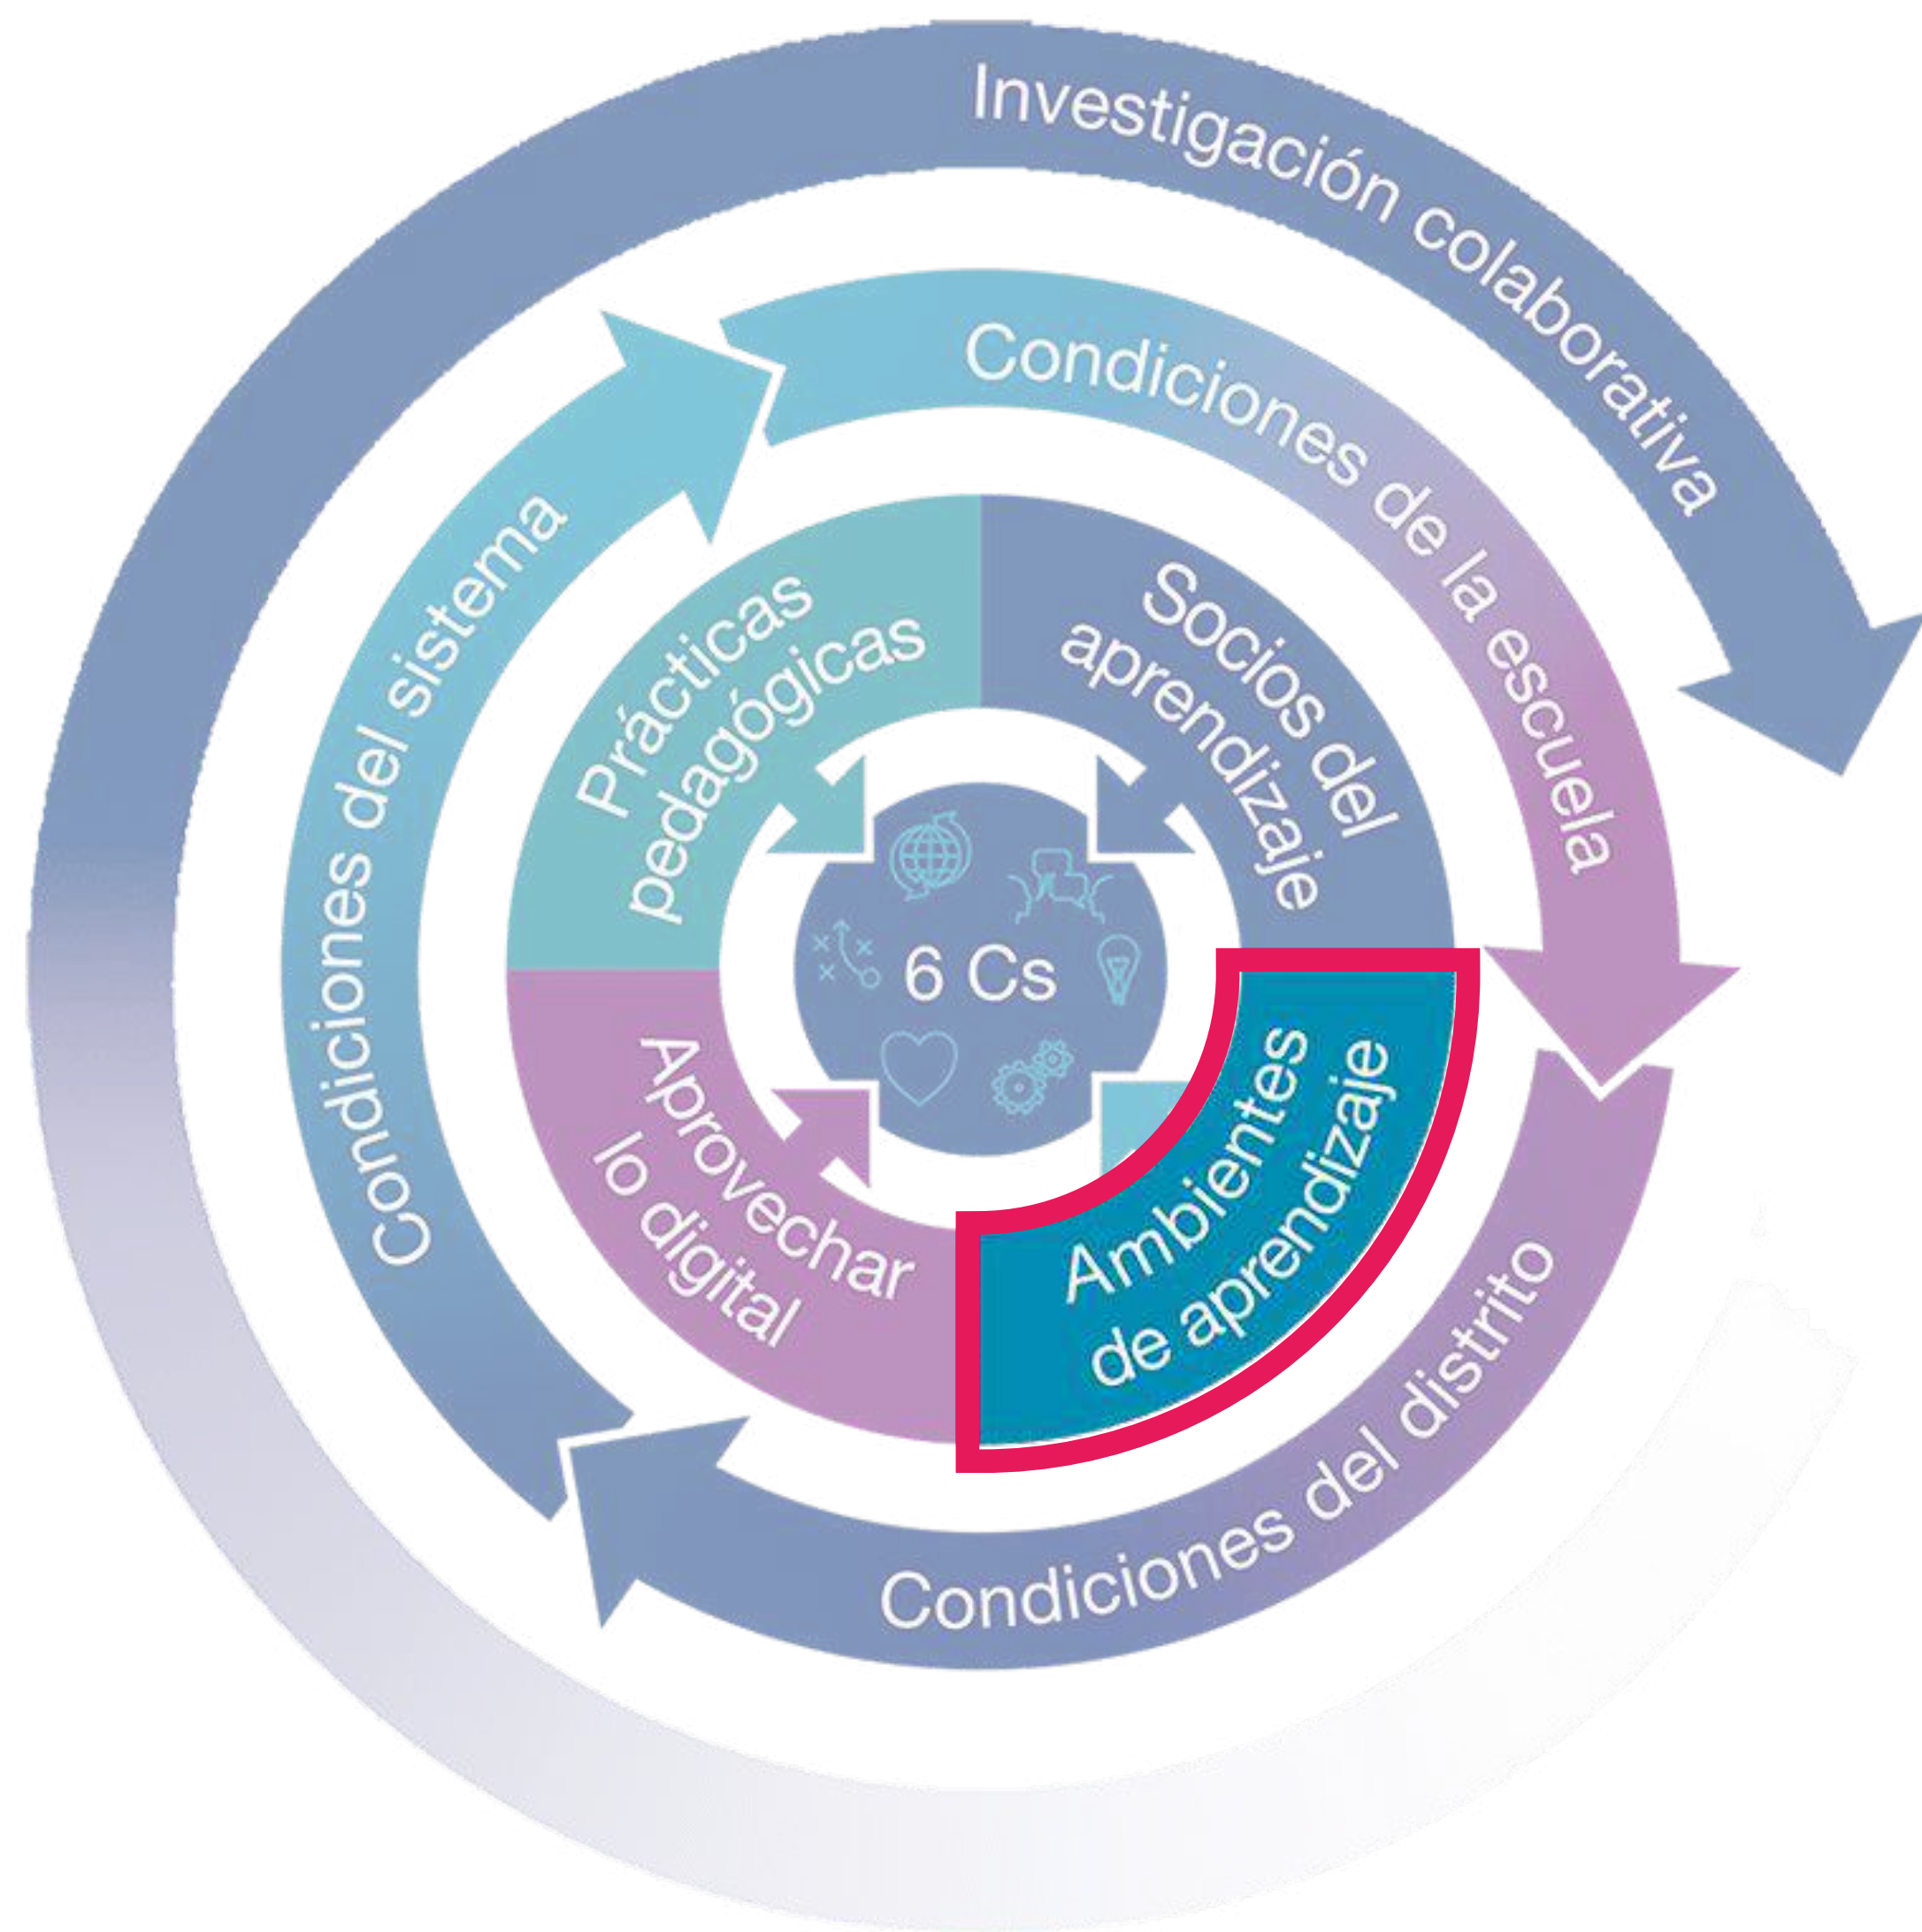 Investigación colaborativa
Condiciones de la escuela
Condiciones del sistema
Condiciones del distrito
Prácticas
pedagógicas
Socios del
aprendizaje
6 Cs
Aprovechar
lo digital
Ambientes
de aprendizaje